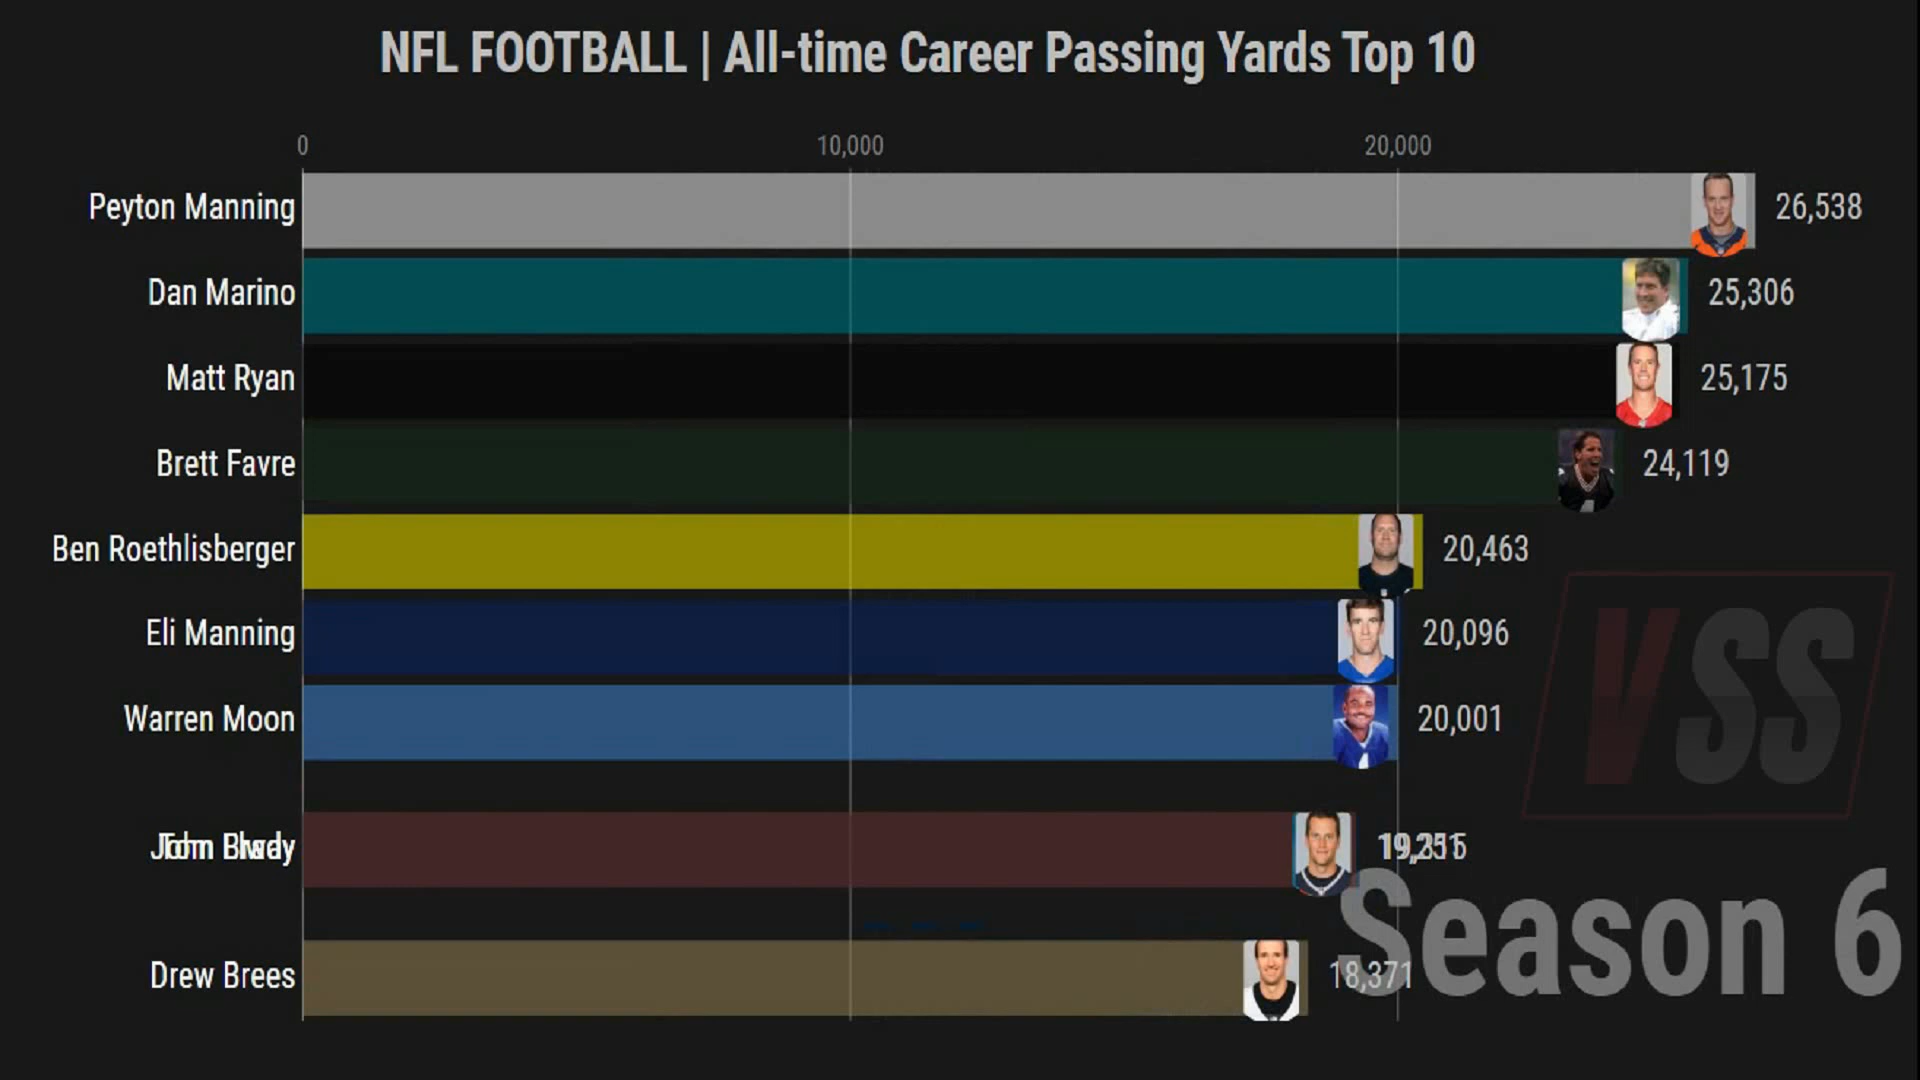 NFL FOOTBALL | All-time Career Passing Yards Top 10
0 10,000 20,000
Peyton Manning 26,538
Dan Marino 25,306
Matt Ryan 25,175
Brett Favre 24,119
Ben Roethlisberger 20,463
Eli Manning 20,096
Warren Moon 20,001
VSS
Drew Brees 18,371
Season 6